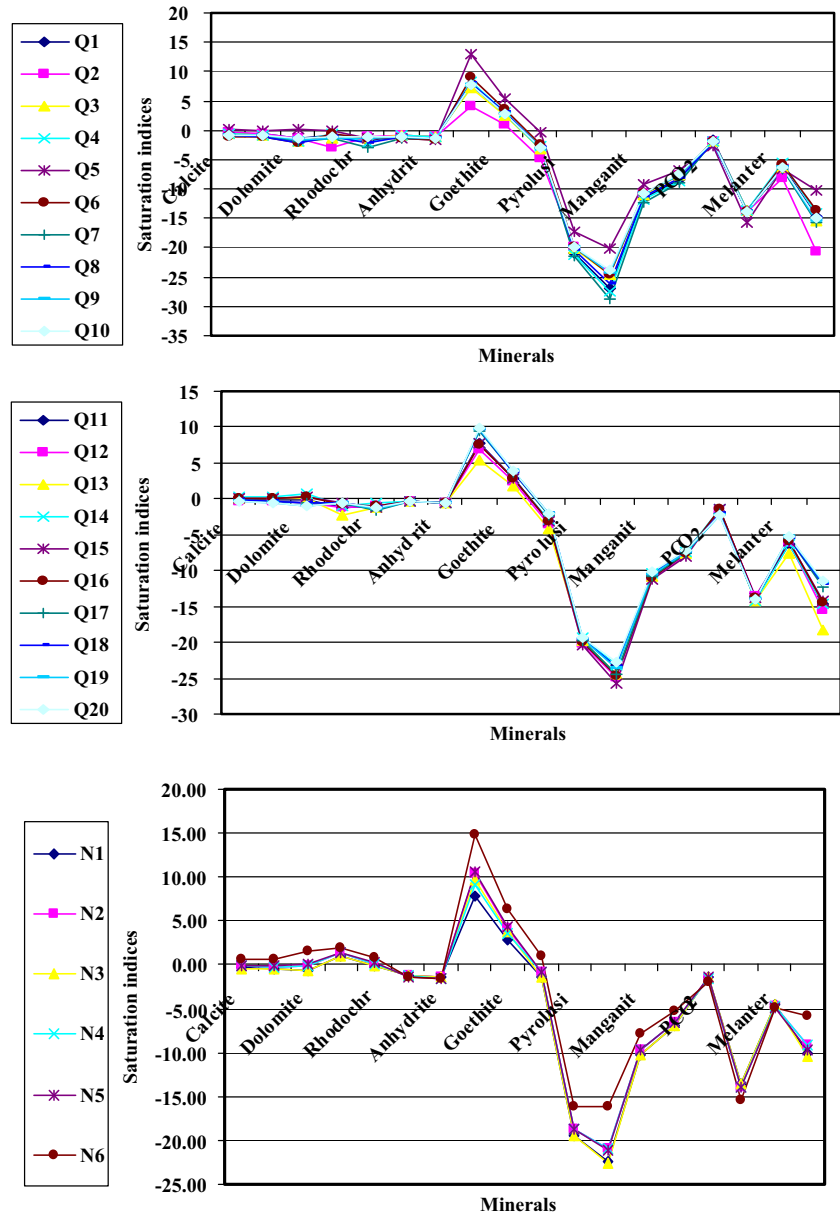 Q1
Q2
Q3
Q4
Q5
Q6
Q7
Q8
Q9
Q10
Saturation indices
20
15
10
5
0
-5
-10
-15
-20
-25
-30
-35
Calcite
Dolomite
Rhodochr
Anhydrit
Goethite
Pyrolusi
Manganit
PCO2
Melanter
Minerals
Q11
Q12
Q13
Q14
Q15
Q16
Q17
Q18
Q19
Q20
Saturation indices
15
10
5
0
-5
-10
-15
-20
-25
-30
Calcite
Dolomite
Rhodochr
Anhyd rit
Goethite
Pyrolusi
Manganit
PCO2
Melanter
Minerals
N1
N2
N3
N4
N5
N6
Saturation indices
20.00
15.00
10.00
5.00
0.00
-5.00
-10.00
-15.00
-20.00
-25.00
Calcite
Dolomite
Rhodochr
Anhydrite
Goethite
Pyrolusi
Manganit
PCO2
Melanter
Minerals